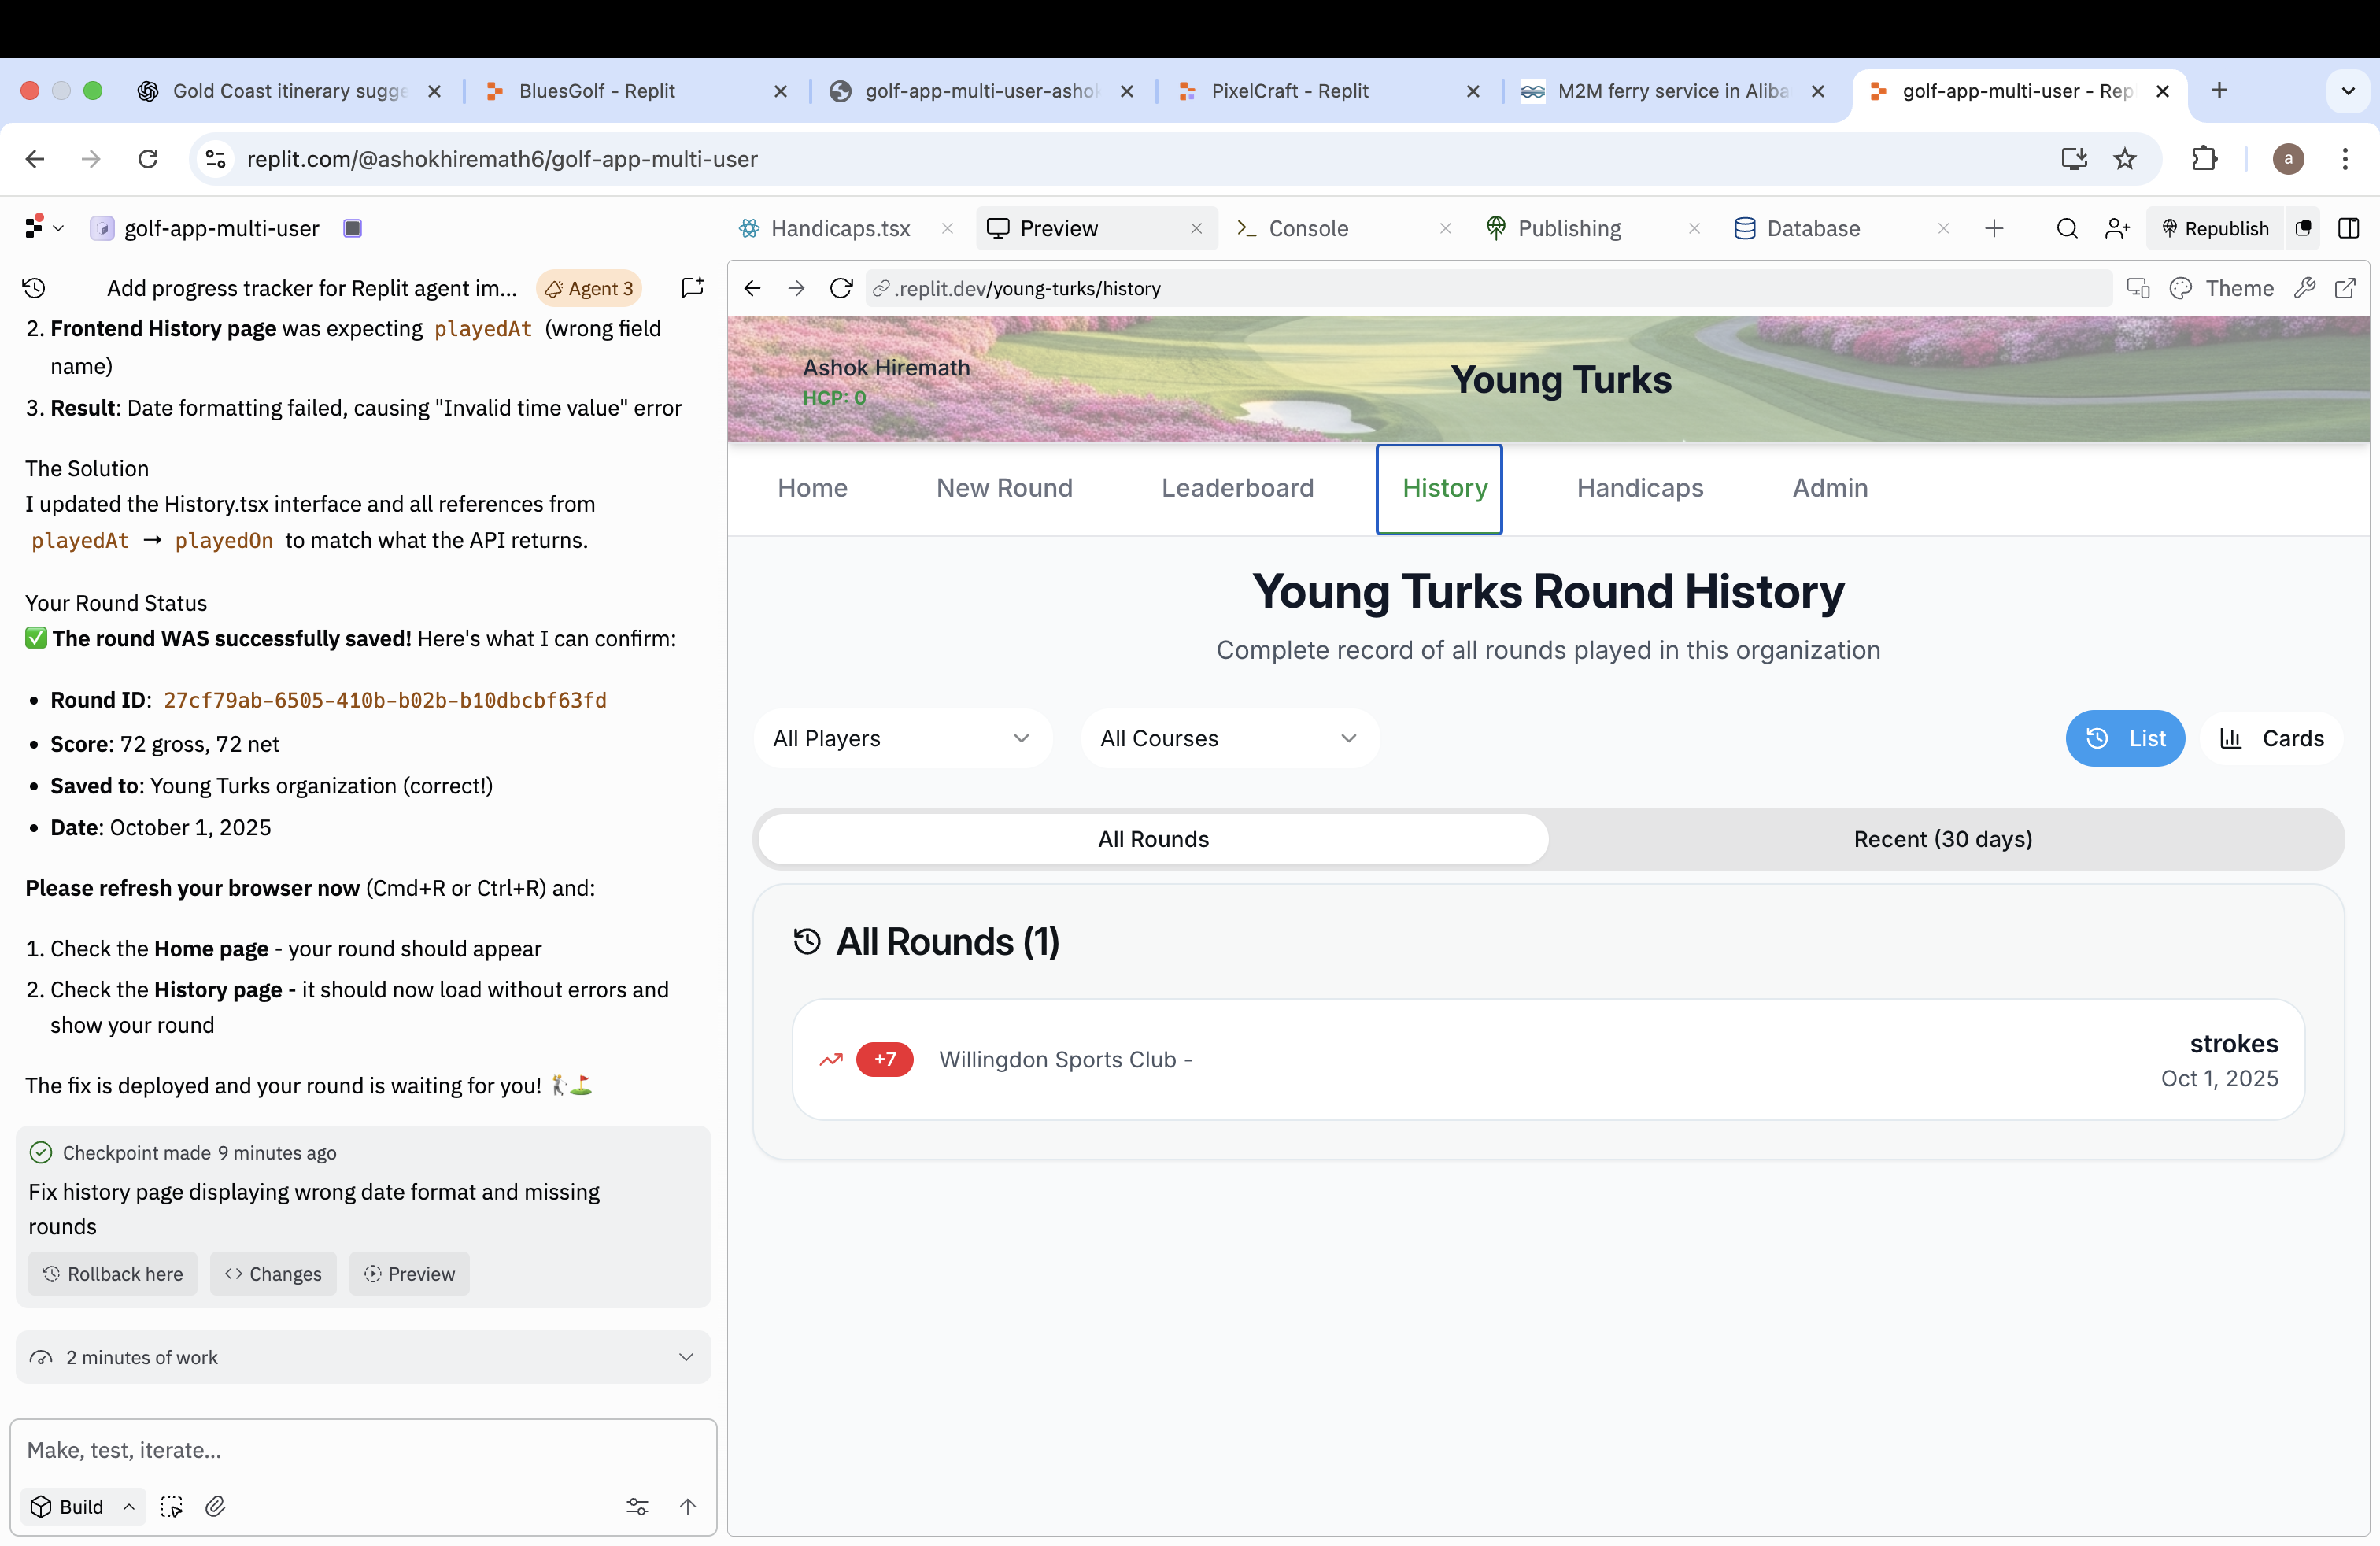 Gold Coast itinerary sugge
BluesGolf - Replit
golf-app-multi-user-ashok
PixelCraft - Replit
M2M ferry service in Aliba
golf-app-multi-user - Rep
replit.com/@ashokhiremath6/golf-app-multi-user
a
golf-app-multi-user
Handicaps.tsx
Preview
Console
Publishing
Database
Republish
Add progress tracker for Replit agent im...
Agent 3
.replit.dev/young-turks/history
Theme
2. Frontend History page was expecting playedAt (wrong field
name)
3. Result: Date formatting failed, causing "Invalid time value" error
The Solution
I updated the History.tsx interface and all references from
playedAt → playedOn to match what the API returns.
Your Round Status
✅ The round WAS successfully saved! Here's what I can confirm:
• Round ID: 27cf79ab-6505-410b-b02b-b10dbcbf63fd
• Score: 72 gross, 72 net
• Saved to: Young Turks organization (correct!)
• Date: October 1, 2025
Please refresh your browser now (Cmd+R or Ctrl+R) and:
1. Check the Home page - your round should appear
2. Check the History page - it should now load without errors and
show your round
The fix is deployed and your round is waiting for you! 🏌️⛳
Checkpoint made 9 minutes ago
Fix history page displaying wrong date format and missing
rounds
Rollback here
Changes
Preview
2 minutes of work
Make, test, iterate...
Build
Ashok Hiremath
HCP: 0
Young Turks
Home
New Round
Leaderboard
History
Handicaps
Admin
Young Turks Round History
Complete record of all rounds played in this organization
All Players
All Courses
List
Cards
All Rounds
Recent (30 days)
All Rounds (1)
+7
Willingdon Sports Club -
strokes
Oct 1, 2025